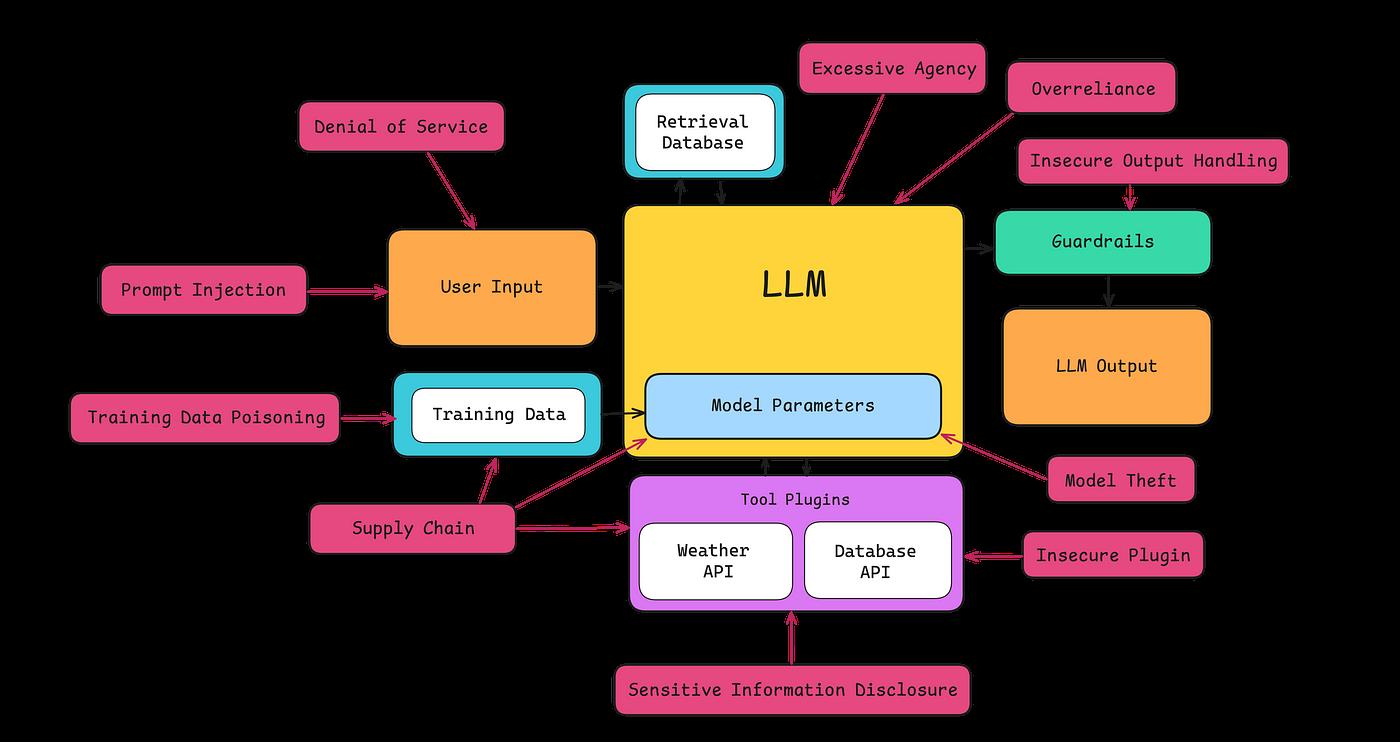 Excessive Agency
Overreliance
Denial of Service
Retrieval
Database
Insecure Output Handling
Guardrails
Prompt Injection
User Input
LLM
LLM Output
Training Data Poisoning
Training Data
Model Parameters
Model Theft
Supply Chain
Tool Plugins
Weather
API
Database
API
Insecure Plugin
Sensitive Information Disclosure